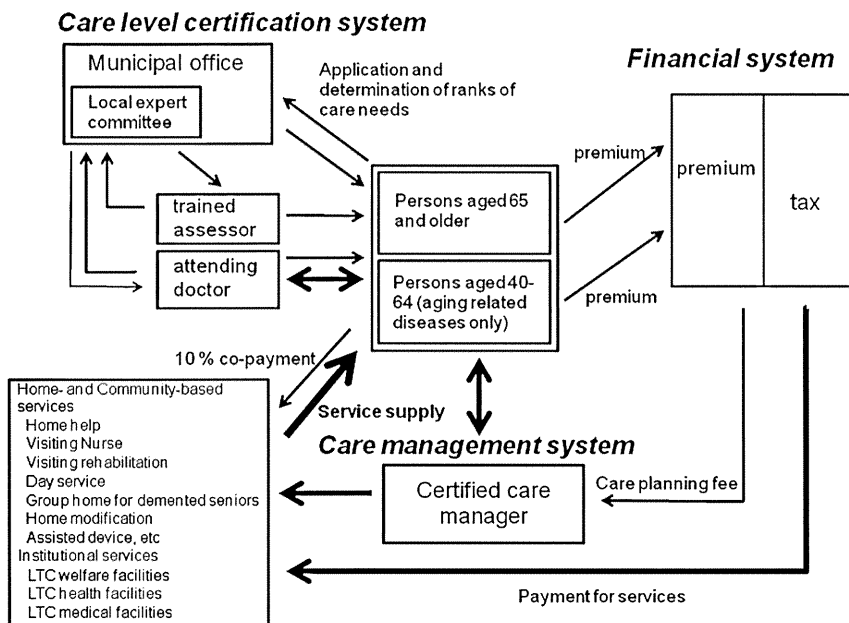 Care level certification system
Municipal office
Local expert
committee
Application and
determination of ranks of
care needs
Financial system
premium
premium
tax
trained
assessor
attending
doctor
Persons aged 65
and older
Persons aged 40-
64 (aging related
diseases only)
premium
10 % co-payment
Service supply
Home- and Community-based
services
Home help
Visiting Nurse
Visiting rehabilitation
Day service
Group home for demented seniors
Home modification
Assisted device, etc
Institutional services
LTC welfare facilities
LTC health facilities
LTC medical facilities
Care management system
Certified care
manager
Care planning fee
Payment for services